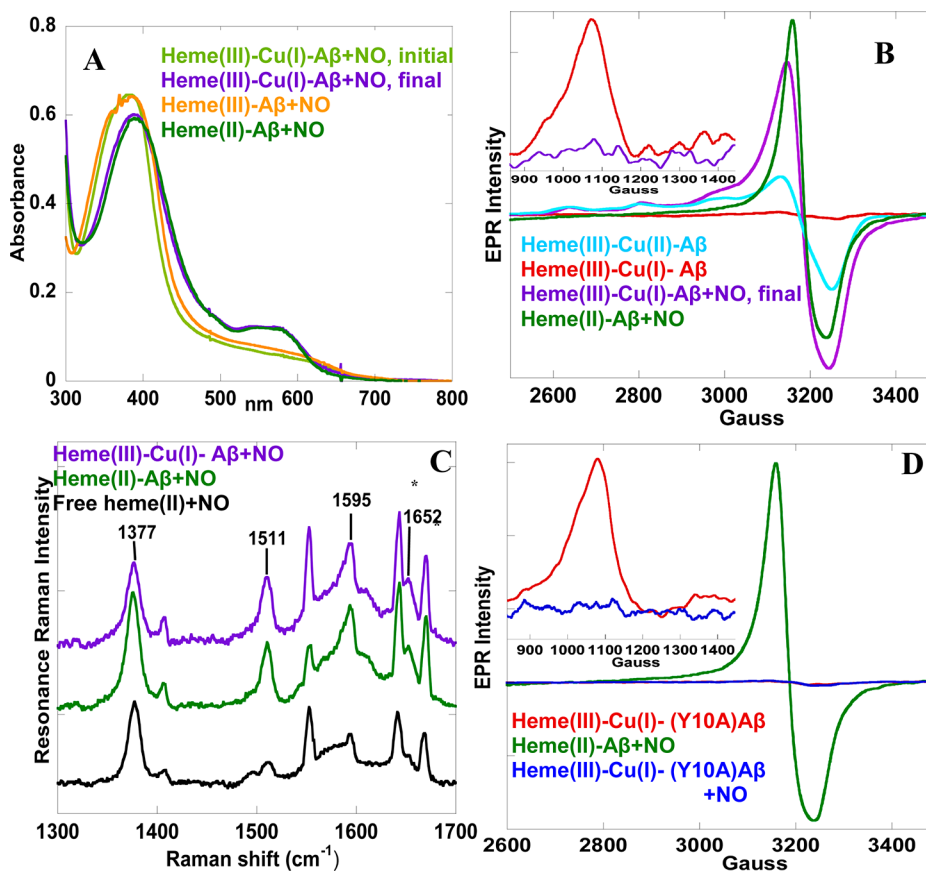 A
Heme(III)-Cu(I)-Aβ+NO, initial
Heme(III)-Cu(I)-Aβ+NO, final
Heme(III)-Aβ+NO
Heme(II)-Aβ+NO
Absorbance
0.8
0.6
0.4
0.2
0
300 400 500 600 700 800
nm
B
EPR Intensity
900 1000 1100 1200 1300 1400
Gauss
Heme(III)-Cu(II)-Aβ
Heme(III)-Cu(I)- Aβ
Heme(III)-Cu(I)-Aβ+NO, final
Heme(II)-Aβ+NO
2600 2800 3000 3200 3400
Gauss
C
Heme(III)-Cu(I)- Aβ+NO
Heme(II)-Aβ+NO
Free heme(II)+NO
*
*
1377
1511
1595
1652
Resonance Raman Intensity
1300 1400 1500 1600 1700
Raman shift (cm-1)
D
EPR Intensity
900 1000 1100 1200 1300 1400
Gauss
Heme(III)-Cu(I)- (Y10A)Aβ
Heme(II)-Aβ+NO
Heme(III)-Cu(I)- (Y10A)Aβ
+NO
2600 2800 3000 3200 3400
Gauss